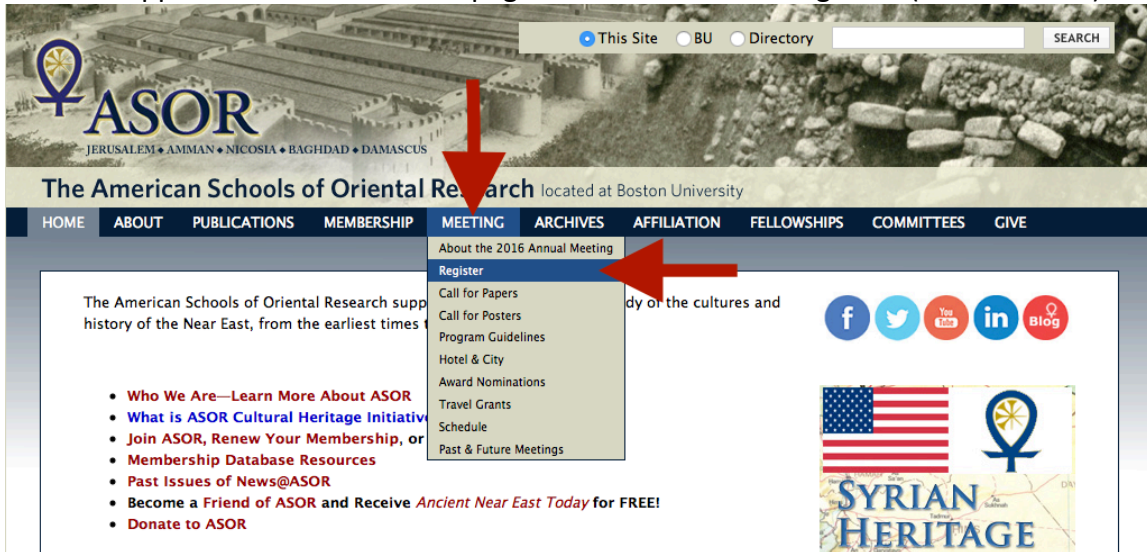 This Site BU Directory SEARCH
ASOR
JERUSALEM ♦ AMMAN ♦ NICOSIA ♦ BAGHDAD ♦ DAMASCUS
The American Schools of Oriental Research located at Boston University
HOME ABOUT PUBLICATIONS MEMBERSHIP MEETING ARCHIVES AFFILIATION FELLOWSHIPS COMMITTEES GIVE
About the 2016 Annual Meeting
Register
Call for Papers
Call for Posters
Program Guidelines
Hotel & City
Award Nominations
Travel Grants
Schedule
Past & Future Meetings
The American Schools of Oriental Research supp
of the cultures and
history of the Near East, from the earliest times
• Who We Are—Learn More About ASOR
• What is ASOR Cultural Heritage Initiative
• Join ASOR, Renew Your Membership, or
• Membership Database Resources
• Past Issues of News@ASOR
• Become a Friend of ASOR and Receive Ancient Near East Today for FREE!
• Donate to ASOR
f You Tube in Blog
SYRIAN
HERITAGE